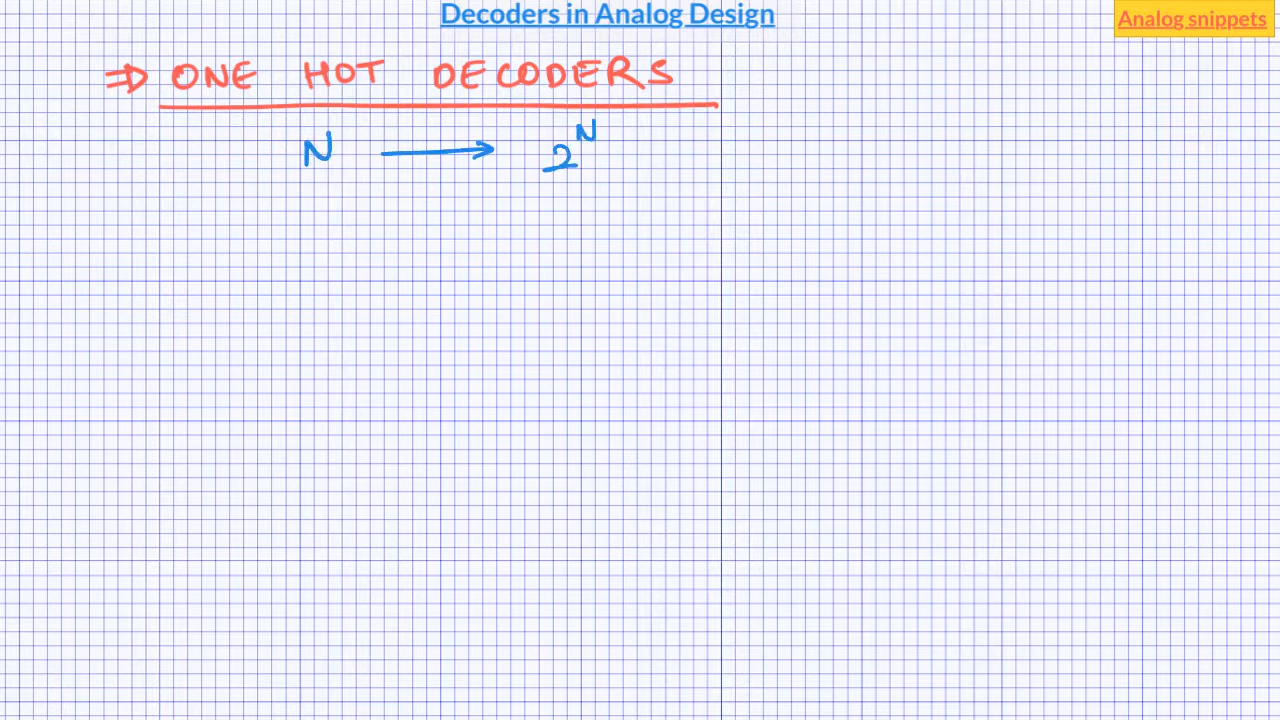 Decoders in Analog Design
Analog snippets
⇒ ONE HOT DECODERS
N → 2^N